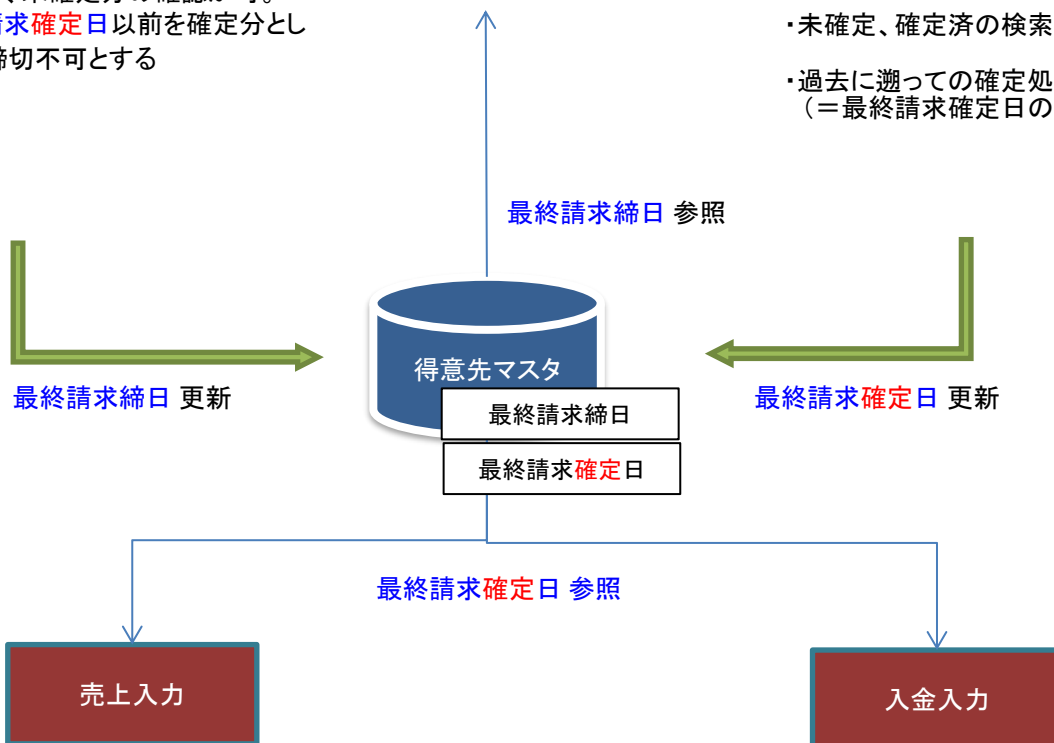 請求確定日以前を確定分とし
締切不可とする
・未確定、確定済の検索
・過去に遡っての確定処
（＝最終請求確定日の
最終請求締日 参照
得意先マスタ
最終請求締日 更新
最終請求確定日 更新
最終請求締日
最終請求確定日
最終請求確定日 参照
売上入力
入金入力